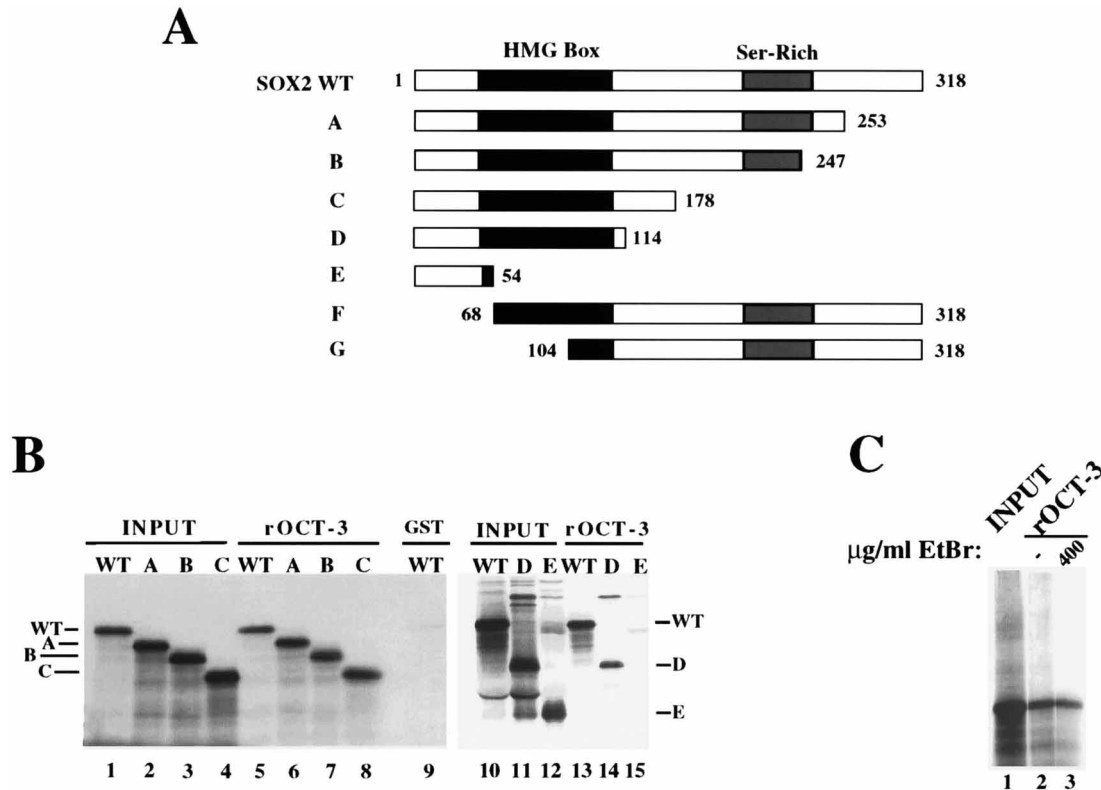 A
HMG Box Ser-Rich
SOX2 WT 1 318
A 253
B 247
C 178
D 114
E 54
F 68 318
G 104 318
B
INPUT rOCT-3 GST INPUT rOCT-3
WT A B C WT A B C WT WT D E WT D E
WT
A
B
C
WT
D
E
1 2 3 4 5 6 7 8 9 10 11 12 13 14 15
C
INPUT
rOCT-3
µg/ml EtBr: - 400
1 2 3